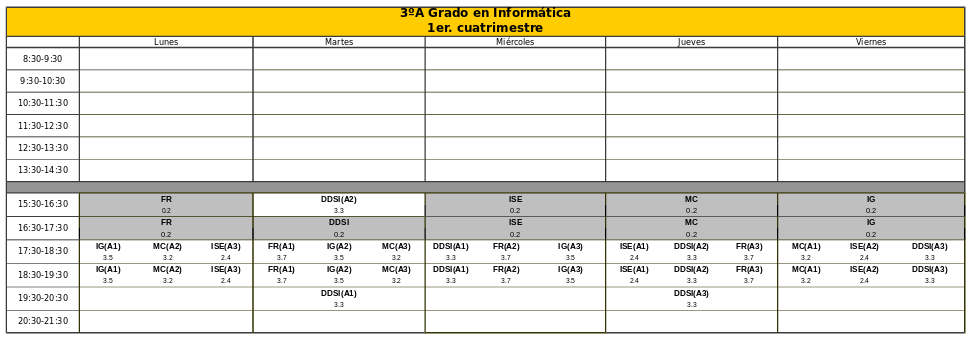 3ºA Grado en Informática
1er. cuatrimestre
Lunes Martes Miércoles Jueves Viernes
8:30-9:30
9:30-10:30
10:30-11:30
11:30-12:30
12:30-13:30
13:30-14:30
15:30-16:30 FR DDSI(A2) ISE MC IG
0.2 3.3 0.2 0.2 0.2
16:30-17:30 FR DDSI ISE MC IG
0.2 0.2 0.2 0.2 0.2
17:30-18:30 IG(A1) MC(A2) ISE(A3) FR(A1) IG(A2) MC(A3) DDSI(A1) FR(A2) IG(A3) ISE(A1) DDSI(A2) FR(A3) MC(A1) ISE(A2) DDSI(A3)
3.5 3.2 2.4 3.7 3.5 3.2 3.3 3.7 3.5 2.4 3.3 3.7 3.2 2.4 3.3
18:30-19:30 IG(A1) MC(A2) ISE(A3) FR(A1) IG(A2) MC(A3) DDSI(A1) FR(A2) IG(A3) ISE(A1) DDSI(A2) FR(A3) MC(A1) ISE(A2) DDSI(A3)
3.5 3.2 2.4 3.7 3.5 3.2 3.3 3.7 3.5 2.4 3.3 3.7 3.2 2.4 3.3
19:30-20:30 DDSI(A1) DDSI(A3)
3.3 3.3
20:30-21:30